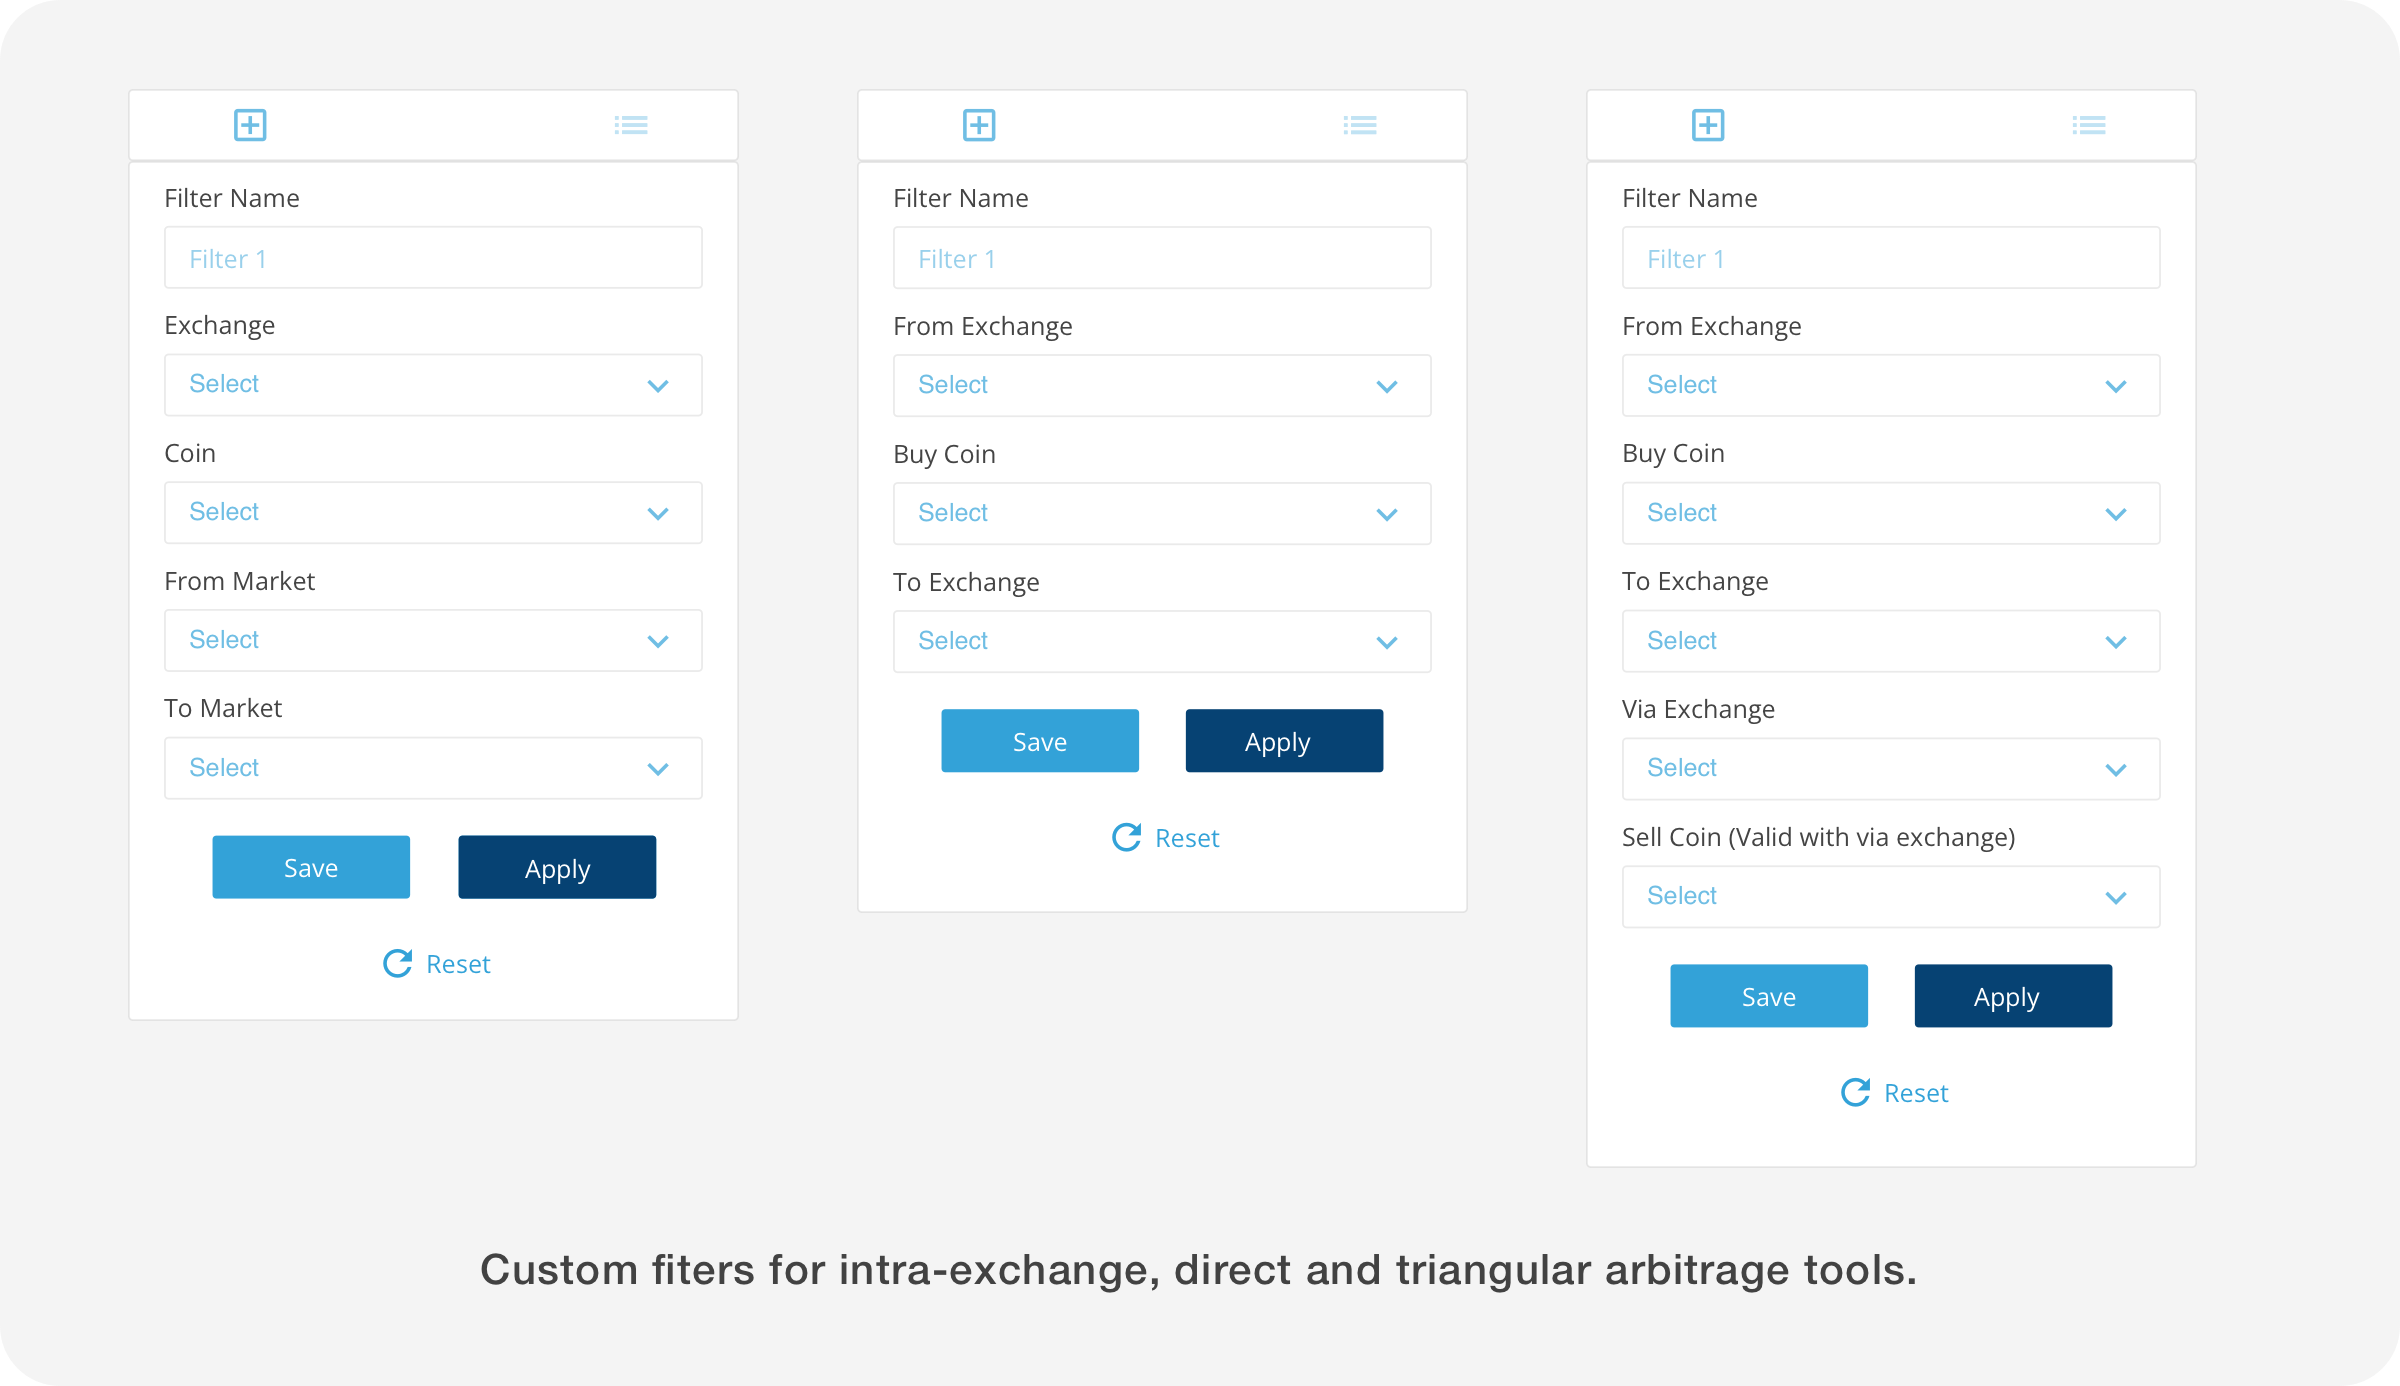 Filter Name
Filter 1
Exchange
Select
Coin
Select
From Market
Select
To Market
Select
Save
Apply
Reset
Filter Name
Filter 1
From Exchange
Select
Buy Coin
Select
To Exchange
Select
Save
Apply
Reset
Filter Name
Filter 1
From Exchange
Select
Buy Coin
Select
To Exchange
Select
Via Exchange
Select
Sell Coin (Valid with via exchange)
Select
Save
Apply
Reset
Custom fiters for intra-exchange, direct and triangular arbitrage tools.